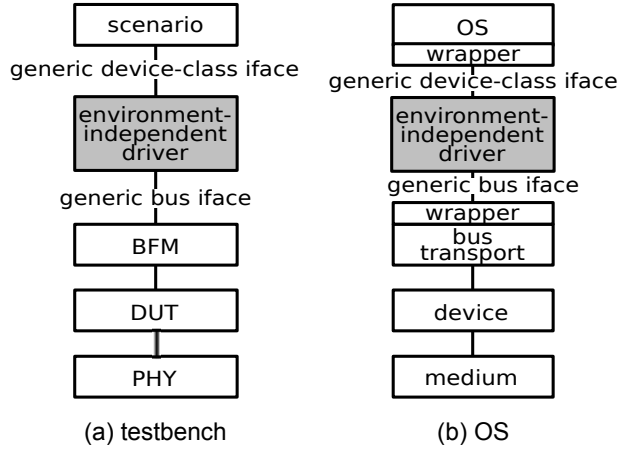 scenario
generic device-class iface
environment-
independent
driver
generic bus iface
BFM
DUT
PHY
(a) testbench
OS
wrapper
generic device-class iface
environment-
independent
driver
generic bus iface
wrapper
bus
transport
device
medium
(b) OS